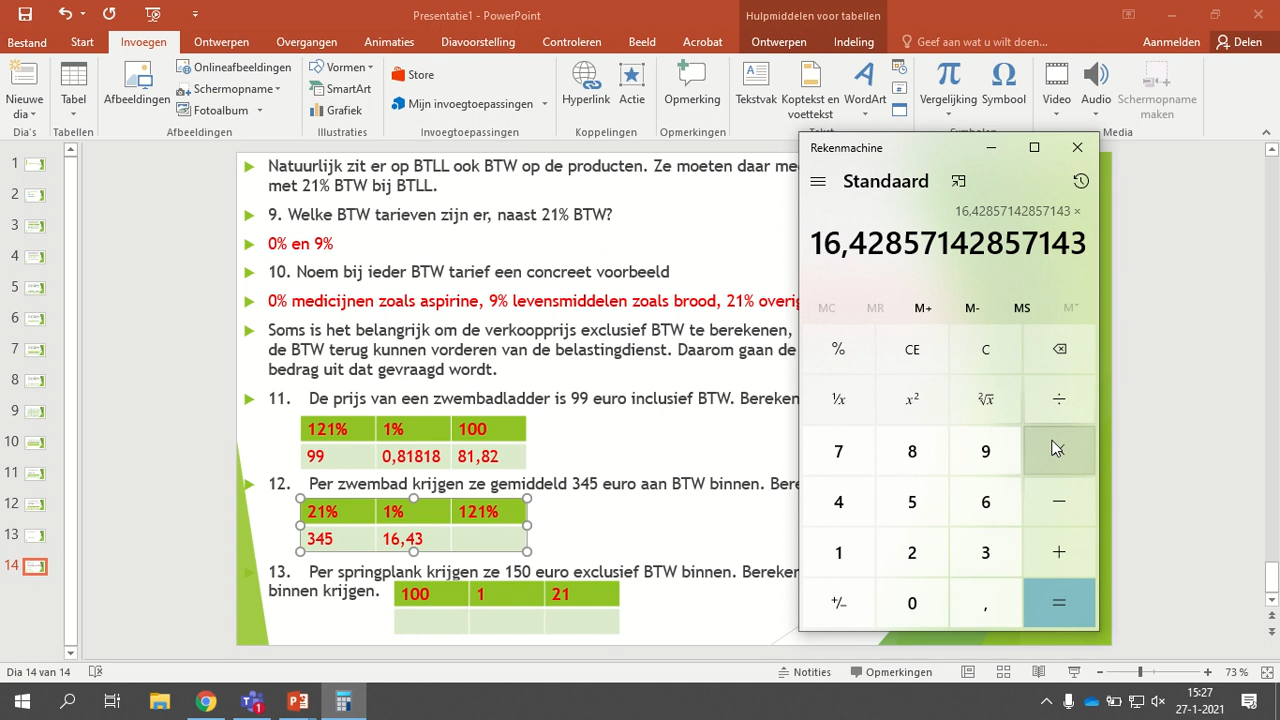 Presentatie1 - PowerPoint
Hulpmiddelen voor tabellen
Bestand
Start
Invoegen
Ontwerpen
Overgangen
Animaties
Diavoorstelling
Controleren
Beeld
Acrobat
Ontwerpen
Indeling
Geef aan wat u wilt doen...
Aanmelden
Delen
Nieuwe dia
Tabel
Afbeeldingen
Onlineafbeeldingen
Schermopname
Fotoalbum
Vormen
SmartArt
Grafiek
Store
Mijn invoegtoepassingen
Hyperlink
Actie
Opmerking
Tekstvak
Koptekst en voettekst
WordArt
Vergelijking
Symbool
Video
Audio
Schermopname maken
Dia's
Tabellen
Afbeeldingen
Illustraties
Invoegtoepassingen
Koppelingen
Opmerkingen
Media
1
2
3
4
5
6
7
8
9
10
11
12
13
14
Natuurlijk zit er op BTLL ook BTW op de producten. Ze moeten daar
met 21% BTW bij BTLL.
9. Welke BTW tarieven zijn er, naast 21% BTW?
0% en 9%
10. Noem bij ieder BTW tarief een concreet voorbeeld
0% medicijnen zoals aspirine, 9% levensmiddelen zoals brood, 21%
Soms is het belangrijk om de verkoopprijs exclusief BTW te berekenen,
de BTW terug kunnen vorderen van de belastingdienst. Daarom gaan de
bedrag uit dat gevraagd wordt.
11. De prijs van een zwembadladder is 99 euro inclusief BTW.
121% 1% 100
99 0,81818 81,82
12. Per zwembad krijgen ze gemiddeld 345 euro aan BTW binnen.
21% 1% 121%
345 16,43
13. Per springplank krijgen ze 150 euro exclusief BTW binnen.
binnen krijgen.
100 1 21
Rekenmachine
Standaard
16,42857142857143 ×
16,42857142857143
MC MR M+ M- MS M˅
% CE C
¹/x x² ²√x ÷
7 8 9
4 5 6 −
1 2 3 +
+/− 0 , =
Dia 14 van 14
Notities
Opmerkingen
73 %
1
15:27
27-1-2021